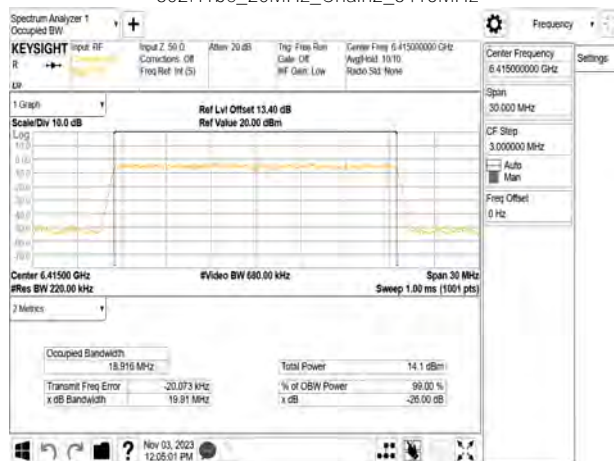 Spectrum Analyzer 1
Occupied BW
+
Frequency
KEYSIGHT Input: RF
R
Input Z: 50 Ω
Corrections: Off
Freq Ref: Int (S)
Atten: 20 dB
Trig: Free Run
Gate: Off
#IF Gain: Low
Center Freq: 6.415000000 GHz
Avg|Hold: 10/10
Radio Std: None
Center Frequency
6.415000000 GHz
Settings
Span
30.000 MHz
CF Step
3.000000 MHz
Auto
Man
Freq Offset
0 Hz
1 Graph
Scale/Div 10.0 dB
Ref Lvl Offset 13.40 dB
Ref Value 20.00 dBm
Log
Center 6.41500 GHz
#Res BW 220.00 kHz
#Video BW 680.00 kHz
Span 30 MHz
Sweep 1.00 ms (1001 pts)
2 Metrics
Occupied Bandwidth
18.916 MHz
Total Power 14.1 dBm
Transmit Freq Error -20.073 kHz
% of OBW Power 99.00 %
x dB Bandwidth 19.91 MHz
x dB -26.00 dB
?
Nov 03, 2023
12:05:01 PM